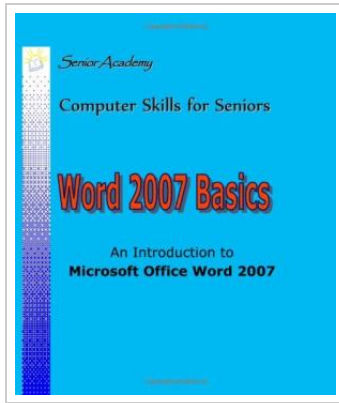 Senior Academy
Computer Skills for Seniors
Word 2007 Basics
An Introduction to
Microsoft Office Word 2007